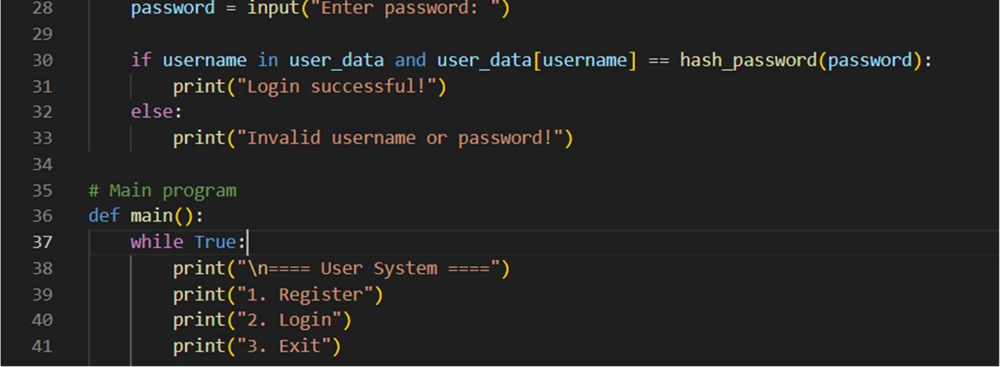 28 password = input("Enter password: ")
29
30 if username in user_data and user_data[username] == hash_password(password):
31 print("Login successful!")
32 else:
33 print("Invalid username or password!")
34
35 # Main program
36 def main():
37 while True:
38 print("\n==== User System ====")
39 print("1. Register")
40 print("2. Login")
41 print("3. Exit")